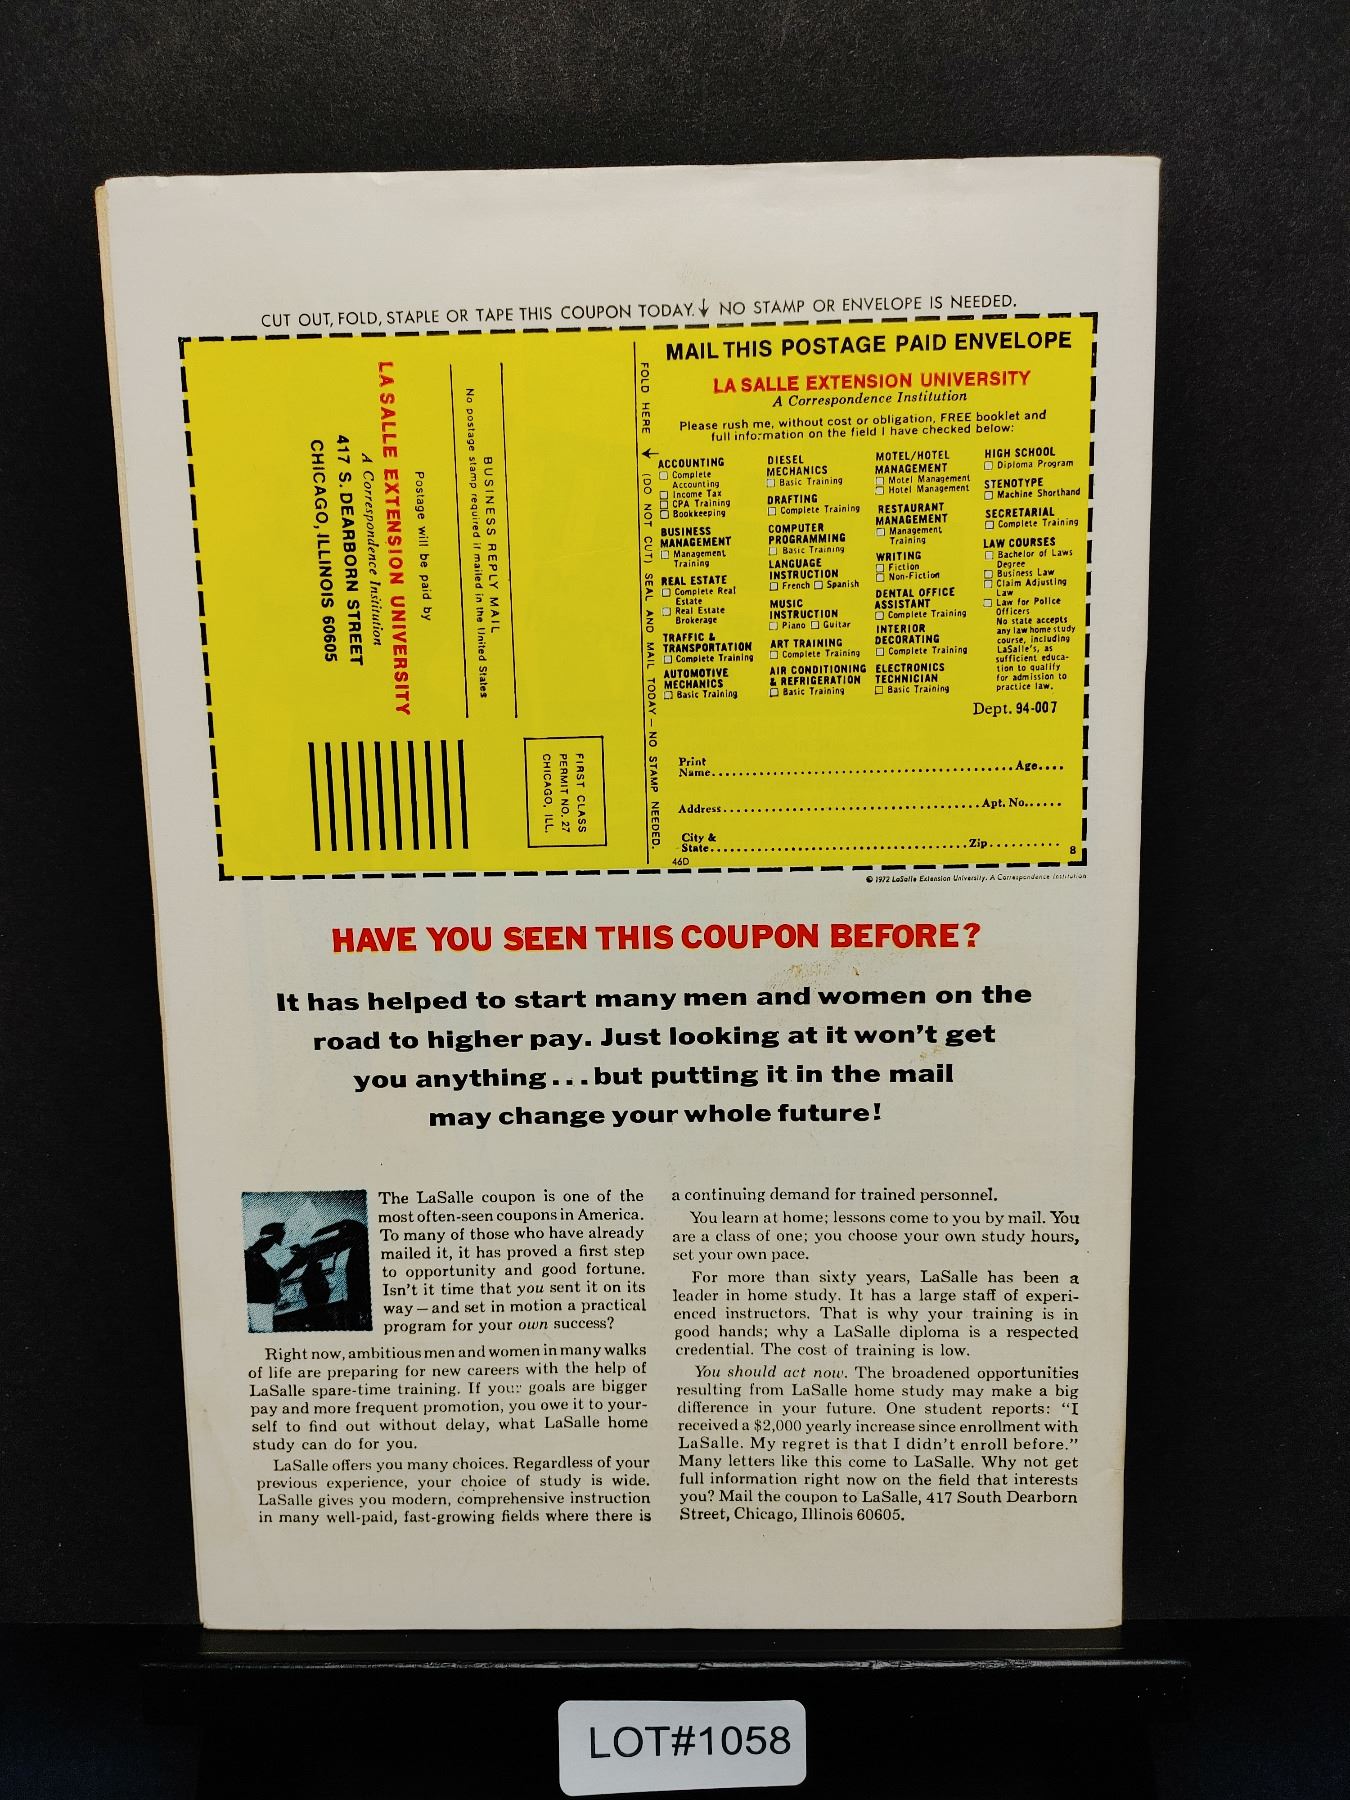 CUT OUT, FOLD, STAPLE OR TAPE THIS COUPON TODAY. ↓ NO STAMP OR ENVELOPE IS NEEDED.
BUSINESS REPLY MAIL
No postage stamp required if mailed in the United States
Postage will be paid by
LA SALLE EXTENSION UNIVERSITY
A Correspondence Institution
417 S. DEARBORN STREET
CHICAGO, ILLINOIS 60605
FIRST CLASS
PERMIT NO. 27
CHICAGO, ILL.
FOLD HERE → (DO NOT CUT) SEAL AND MAIL TODAY — NO STAMP NEEDED.
MAIL THIS POSTAGE PAID ENVELOPE
LA SALLE EXTENSION UNIVERSITY
A Correspondence Institution
Please rush me, without cost or obligation, FREE booklet and
full information on the field I have checked below:
ACCOUNTING
☐ Complete
Accounting
☐ Income Tax
☐ CPA Training
☐ Bookkeeping
BUSINESS
MANAGEMENT
☐ Management
Training
REAL ESTATE
☐ Complete Real
Estate
☐ Real Estate
Brokerage
TRAFFIC &
TRANSPORTATION
☐ Complete Training
AUTOMOTIVE
MECHANICS
☐ Basic Training
DIESEL
MECHANICS
☐ Basic Training
DRAFTING
☐ Complete Training
COMPUTER
PROGRAMMING
☐ Basic Training
LANGUAGE
INSTRUCTION
☐ French ☐ Spanish
MUSIC
INSTRUCTION
☐ Piano ☐ Guitar
ART TRAINING
☐ Complete Training
AIR CONDITIONING
& REFRIGERATION
☐ Basic Training
MOTEL/HOTEL
MANAGEMENT
☐ Motel Management
☐ Hotel Management
RESTAURANT
MANAGEMENT
☐ Management
Training
WRITING
☐ Fiction
☐ Non-Fiction
DENTAL OFFICE
ASSISTANT
☐ Complete Training
INTERIOR
DECORATING
☐ Complete Training
ELECTRONICS
TECHNICIAN
☐ Basic Training
HIGH SCHOOL
☐ Diploma Program
STENOTYPE
☐ Machine Shorthand
SECRETARIAL
☐ Complete Training
LAW COURSES
☐ Bachelor of Laws
Degree
☐ Business Law
☐ Claim Adjusting
Law
☐ Law for Police
Officers
No state accepts
any law home study
course, including
LaSalle's, as
sufficient educa-
tion to qualify
for admission to
practice law.
Dept. 94-007
Print
Name.................... Age....
Address.................... Apt. No......
City &
State.................... Zip..........
46D
8
© 1972 LaSalle Extension University. A Correspondence Institution
HAVE YOU SEEN THIS COUPON BEFORE?
It has helped to start many men and women on the
road to higher pay. Just looking at it won't get
you anything...but putting it in the mail
may change your whole future!
The LaSalle coupon is one of the
most often-seen coupons in America.
To many of those who have already
mailed it, it has proved a first step
to opportunity and good fortune.
Isn't it time that you sent it on its
way—and set in motion a practical
program for your own success?
Right now, ambitious men and women in many walks
of life are preparing for new careers with the help of
LaSalle spare-time training. If your goals are bigger
pay and more frequent promotion, you owe it to your-
self to find out without delay, what LaSalle home
study can do for you.
LaSalle offers you many choices. Regardless of your
previous experience, your choice of study is wide.
LaSalle gives you modern, comprehensive instruction
in many well-paid, fast-growing fields where there is
a continuing demand for trained personnel.
You learn at home; lessons come to you by mail. You
are a class of one; you choose your own study hours,
set your own pace.
For more than sixty years, LaSalle has been a
leader in home study. It has a large staff of experi-
enced instructors. That is why your training is in
good hands; why a LaSalle diploma is a respected
credential. The cost of training is low.
You should act now. The broadened opportunities
resulting from LaSalle home study may make a big
difference in your future. One student reports: "I
received a $2,000 yearly increase since enrollment with
LaSalle. My regret is that I didn't enroll before."
Many letters like this come to LaSalle. Why not get
full information right now on the field that interests
you? Mail the coupon to LaSalle, 417 South Dearborn
Street, Chicago, Illinois 60605.
LOT#1058